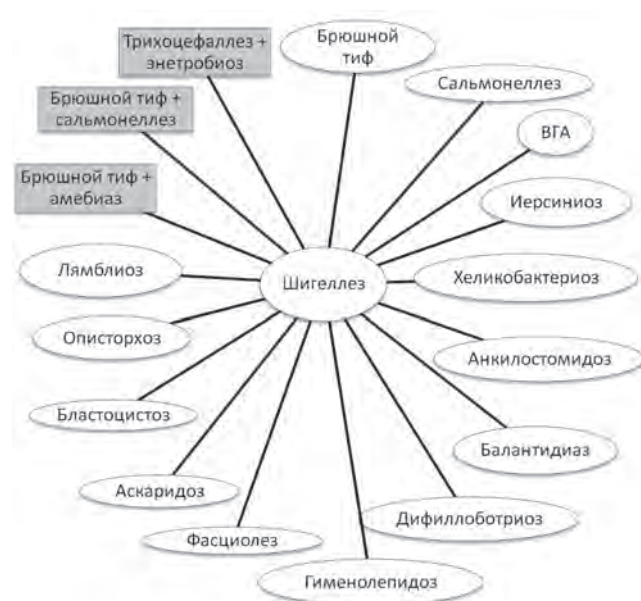 Трихоцефаллез +
энетробиоз
Брюшной
тиф
Сальмонеллез
Брюшной тиф +
сальмонеллез
ВГА
Брюшной тиф +
амебиаз
Иерсиниоз
Лямблиоз
Шигеллез
Хеликобактериоз
Описторхоз
Анкилостомидоз
Бластоцистоз
Балантидиаз
Аскаридоз
Дифиллоботриоз
Фасциолез
Гименолепидоз